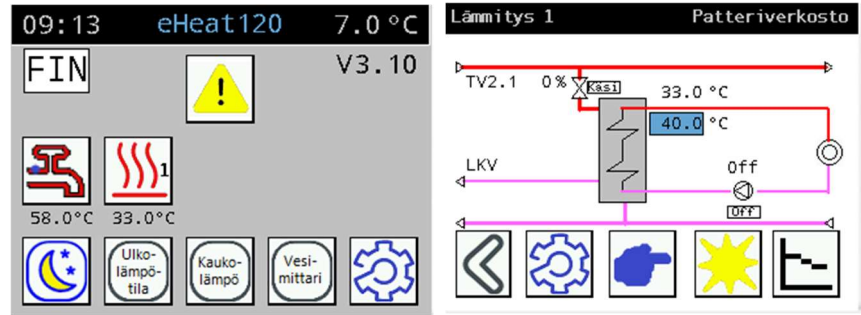 09:13 eHeat120 7.0 °C
FIN
V3.10
!
1
58.0°C 33.0°C
Ulko-
lämpö-
tila
Kauko-
lämpö
Vesi-
mittari
Lämmitys 1 Patteriverkosto
TV2.1 0% Käsi 33.0 °C
40.0 °C
LKV
Off
Off